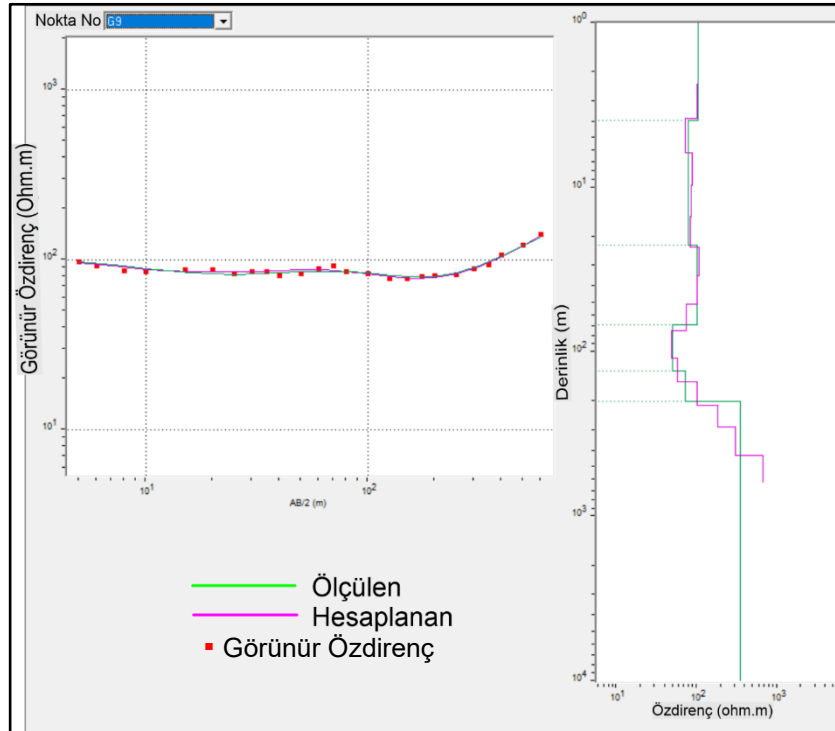 Nokta No G9
10³
10²
10¹
Görünür Özdirenç (Ohm.m)
10¹
10²
AB/2 (m)
10⁰
10¹
10²
10³
10⁴
Derinlik (m)
10¹
10²
10³
Özdirenç (ohm.m)
Ölçülen
Hesaplanan
Görünür Özdirenç